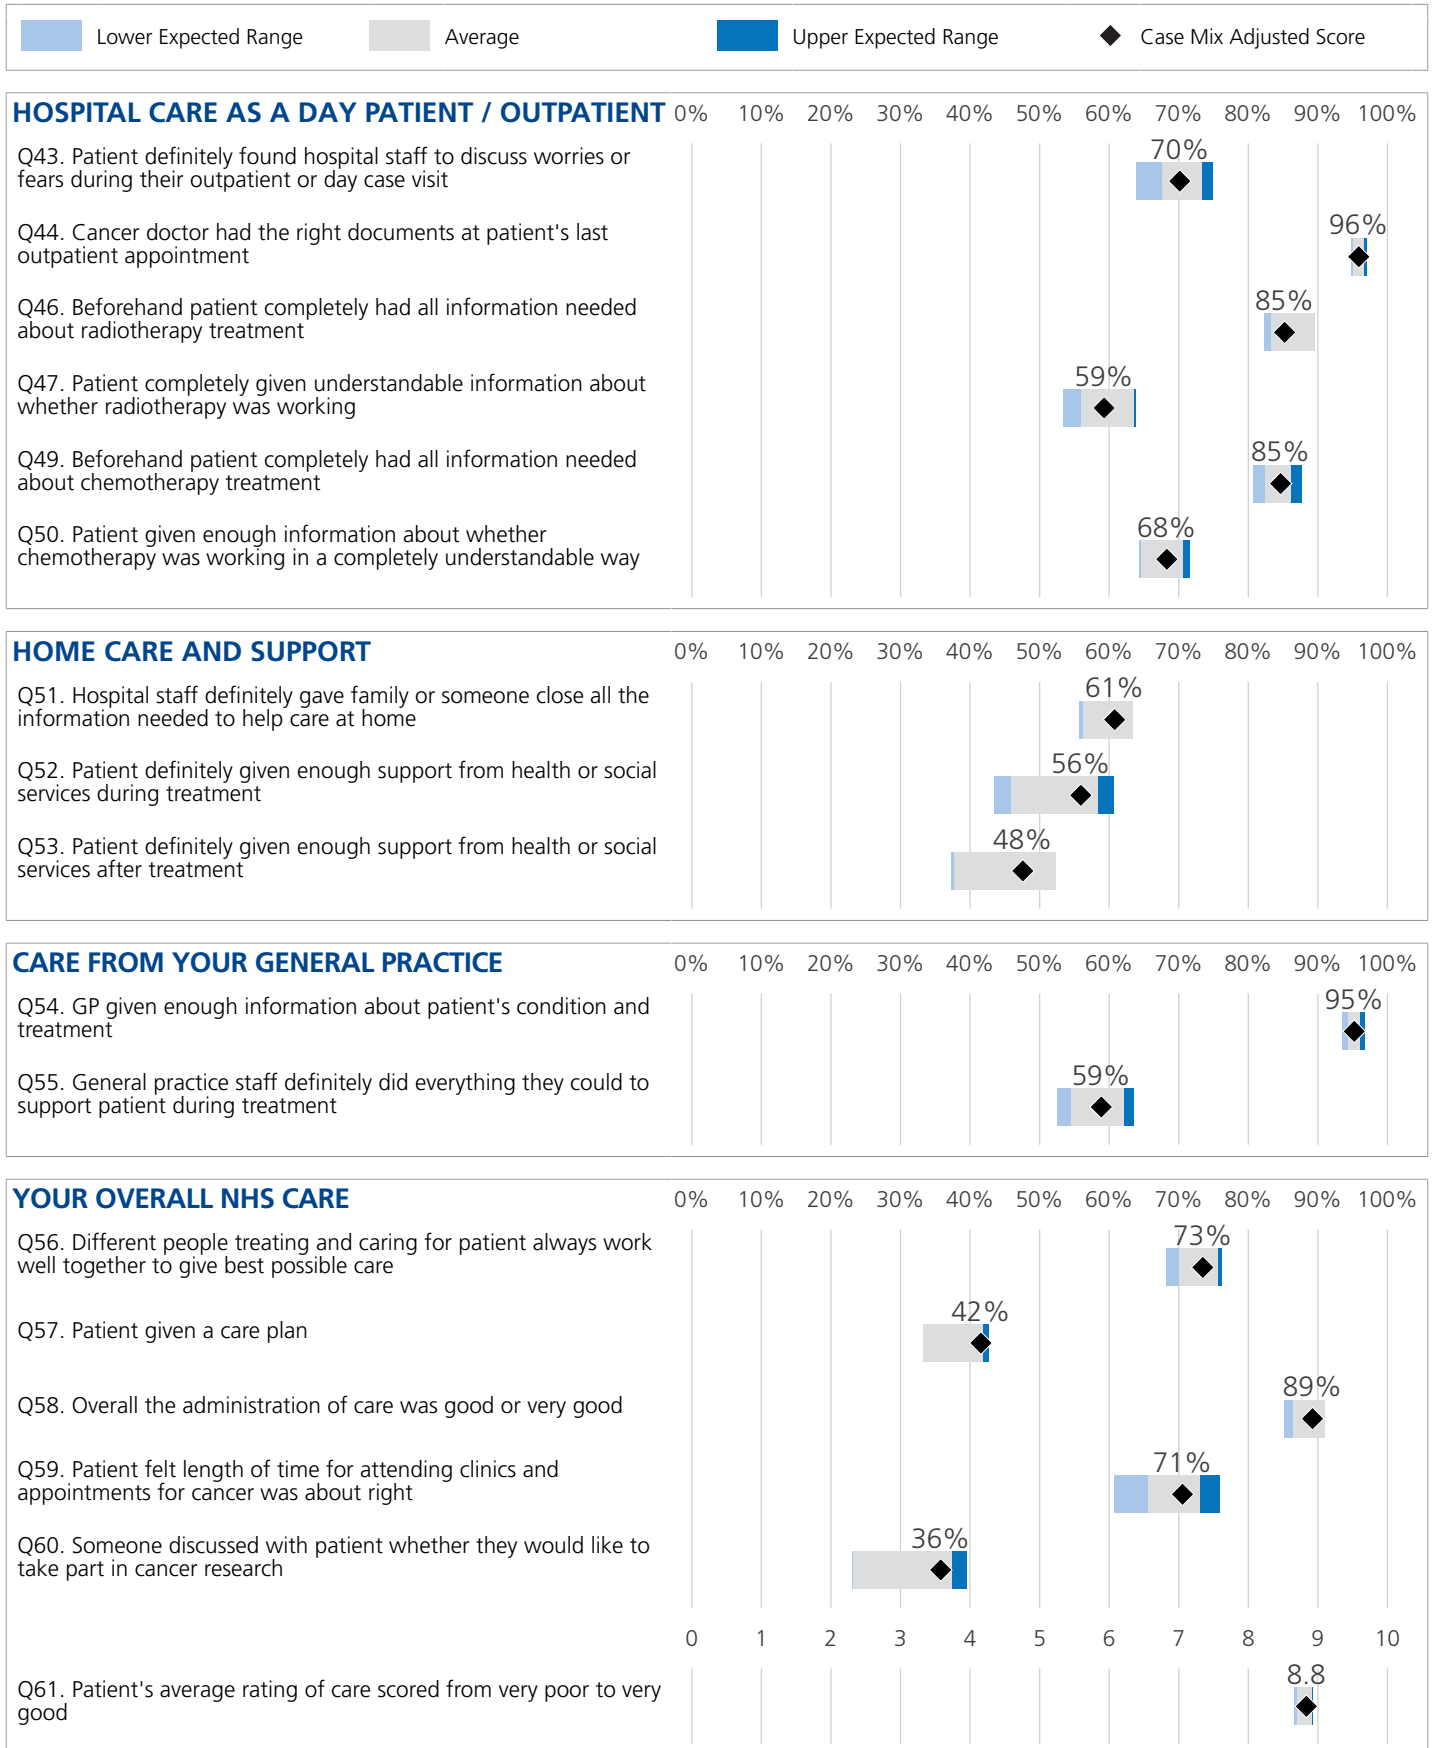 Lower Expected Range Average Upper Expected Range Case Mix Adjusted Score
HOSPITAL CARE AS A DAY PATIENT / OUTPATIENT 0% 10% 20% 30% 40% 50% 60% 70% 80% 90% 100%
Q43. Patient definitely found hospital staff to discuss worries or
fears during their outpatient or day case visit
70%
Q44. Cancer doctor had the right documents at patient's last
outpatient appointment
96%
Q46. Beforehand patient completely had all information needed
about radiotherapy treatment
85%
Q47. Patient completely given understandable information about
whether radiotherapy was working
59%
Q49. Beforehand patient completely had all information needed
about chemotherapy treatment
85%
Q50. Patient given enough information about whether
chemotherapy was working in a completely understandable way
68%
HOME CARE AND SUPPORT 0% 10% 20% 30% 40% 50% 60% 70% 80% 90% 100%
Q51. Hospital staff definitely gave family or someone close all the
information needed to help care at home
61%
Q52. Patient definitely given enough support from health or social
services during treatment
56%
Q53. Patient definitely given enough support from health or social
services after treatment
48%
CARE FROM YOUR GENERAL PRACTICE 0% 10% 20% 30% 40% 50% 60% 70% 80% 90% 100%
Q54. GP given enough information about patient's condition and
treatment
95%
Q55. General practice staff definitely did everything they could to
support patient during treatment
59%
YOUR OVERALL NHS CARE 0% 10% 20% 30% 40% 50% 60% 70% 80% 90% 100%
Q56. Different people treating and caring for patient always work
well together to give best possible care
73%
Q57. Patient given a care plan
42%
Q58. Overall the administration of care was good or very good
89%
Q59. Patient felt length of time for attending clinics and
appointments for cancer was about right
71%
Q60. Someone discussed with patient whether they would like to
take part in cancer research
36%
0 1 2 3 4 5 6 7 8 9 10
Q61. Patient's average rating of care scored from very poor to very
good
8.8